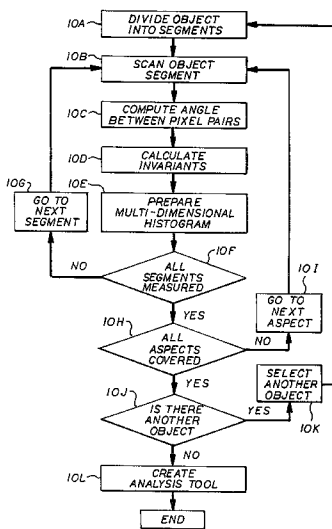 10A
DIVIDE OBJECT
INTO SEGMENTS
10B
SCAN OBJECT
SEGMENT
10C
COMPUTE ANGLE
BETWEEN PIXEL PAIRS
10D
CALCULATE
INVARIANTS
10E
PREPARE
MULTI-DIMENSIONAL
HISTOGRAM
10G
GO TO
NEXT
SEGMENT
10F
ALL
SEGMENTS
MEASURED
NO
YES
10H
ALL
ASPECTS
COVERED
NO
10I
GO TO
NEXT
ASPECT
YES
10J
IS THERE
ANOTHER
OBJECT
YES
SELECT
ANOTHER
OBJECT
10K
NO
10L
CREATE
ANALYSIS TOOL
END